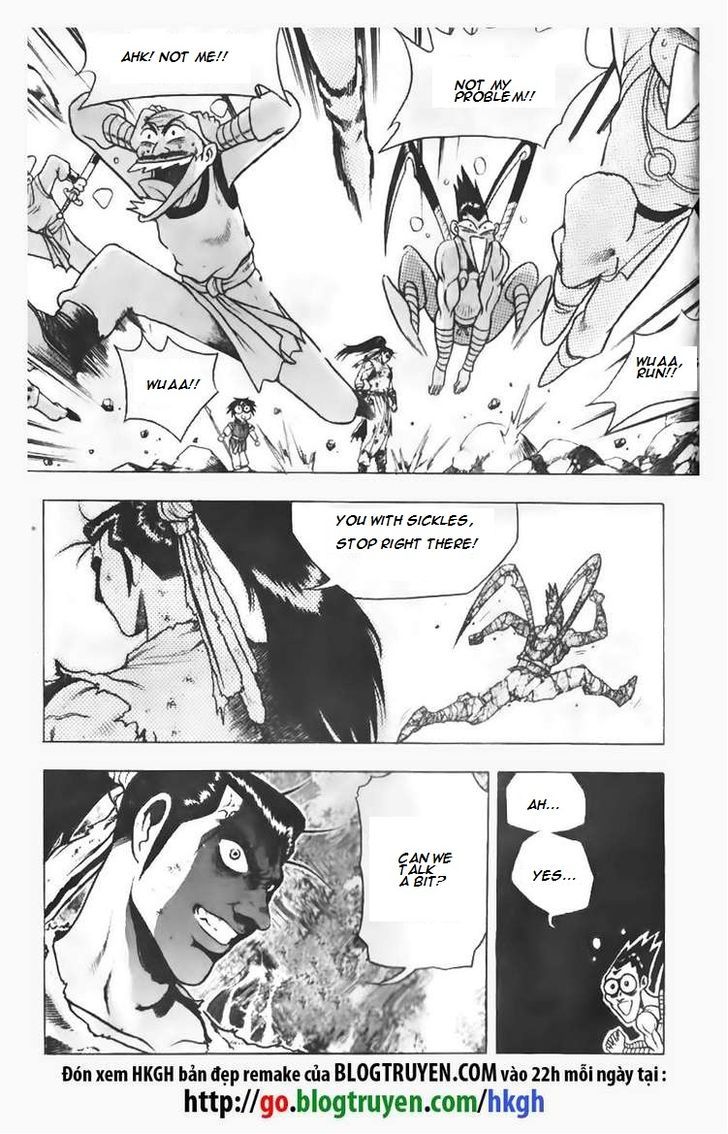 AHK! NOT ME!!
NOT MY
PROBLEM!!
WUAA!!
WUAA,
RUN!!
YOU WITH SICKLES,
STOP RIGHT THERE!
CAN WE
TALK
A BIT?
AH...
YES...
Đón xem HKGH bản đẹp remake của BLOGTRUYEN.COM vào 22h mỗi ngày tại :
http://go.blogtruyen.com/hkgh